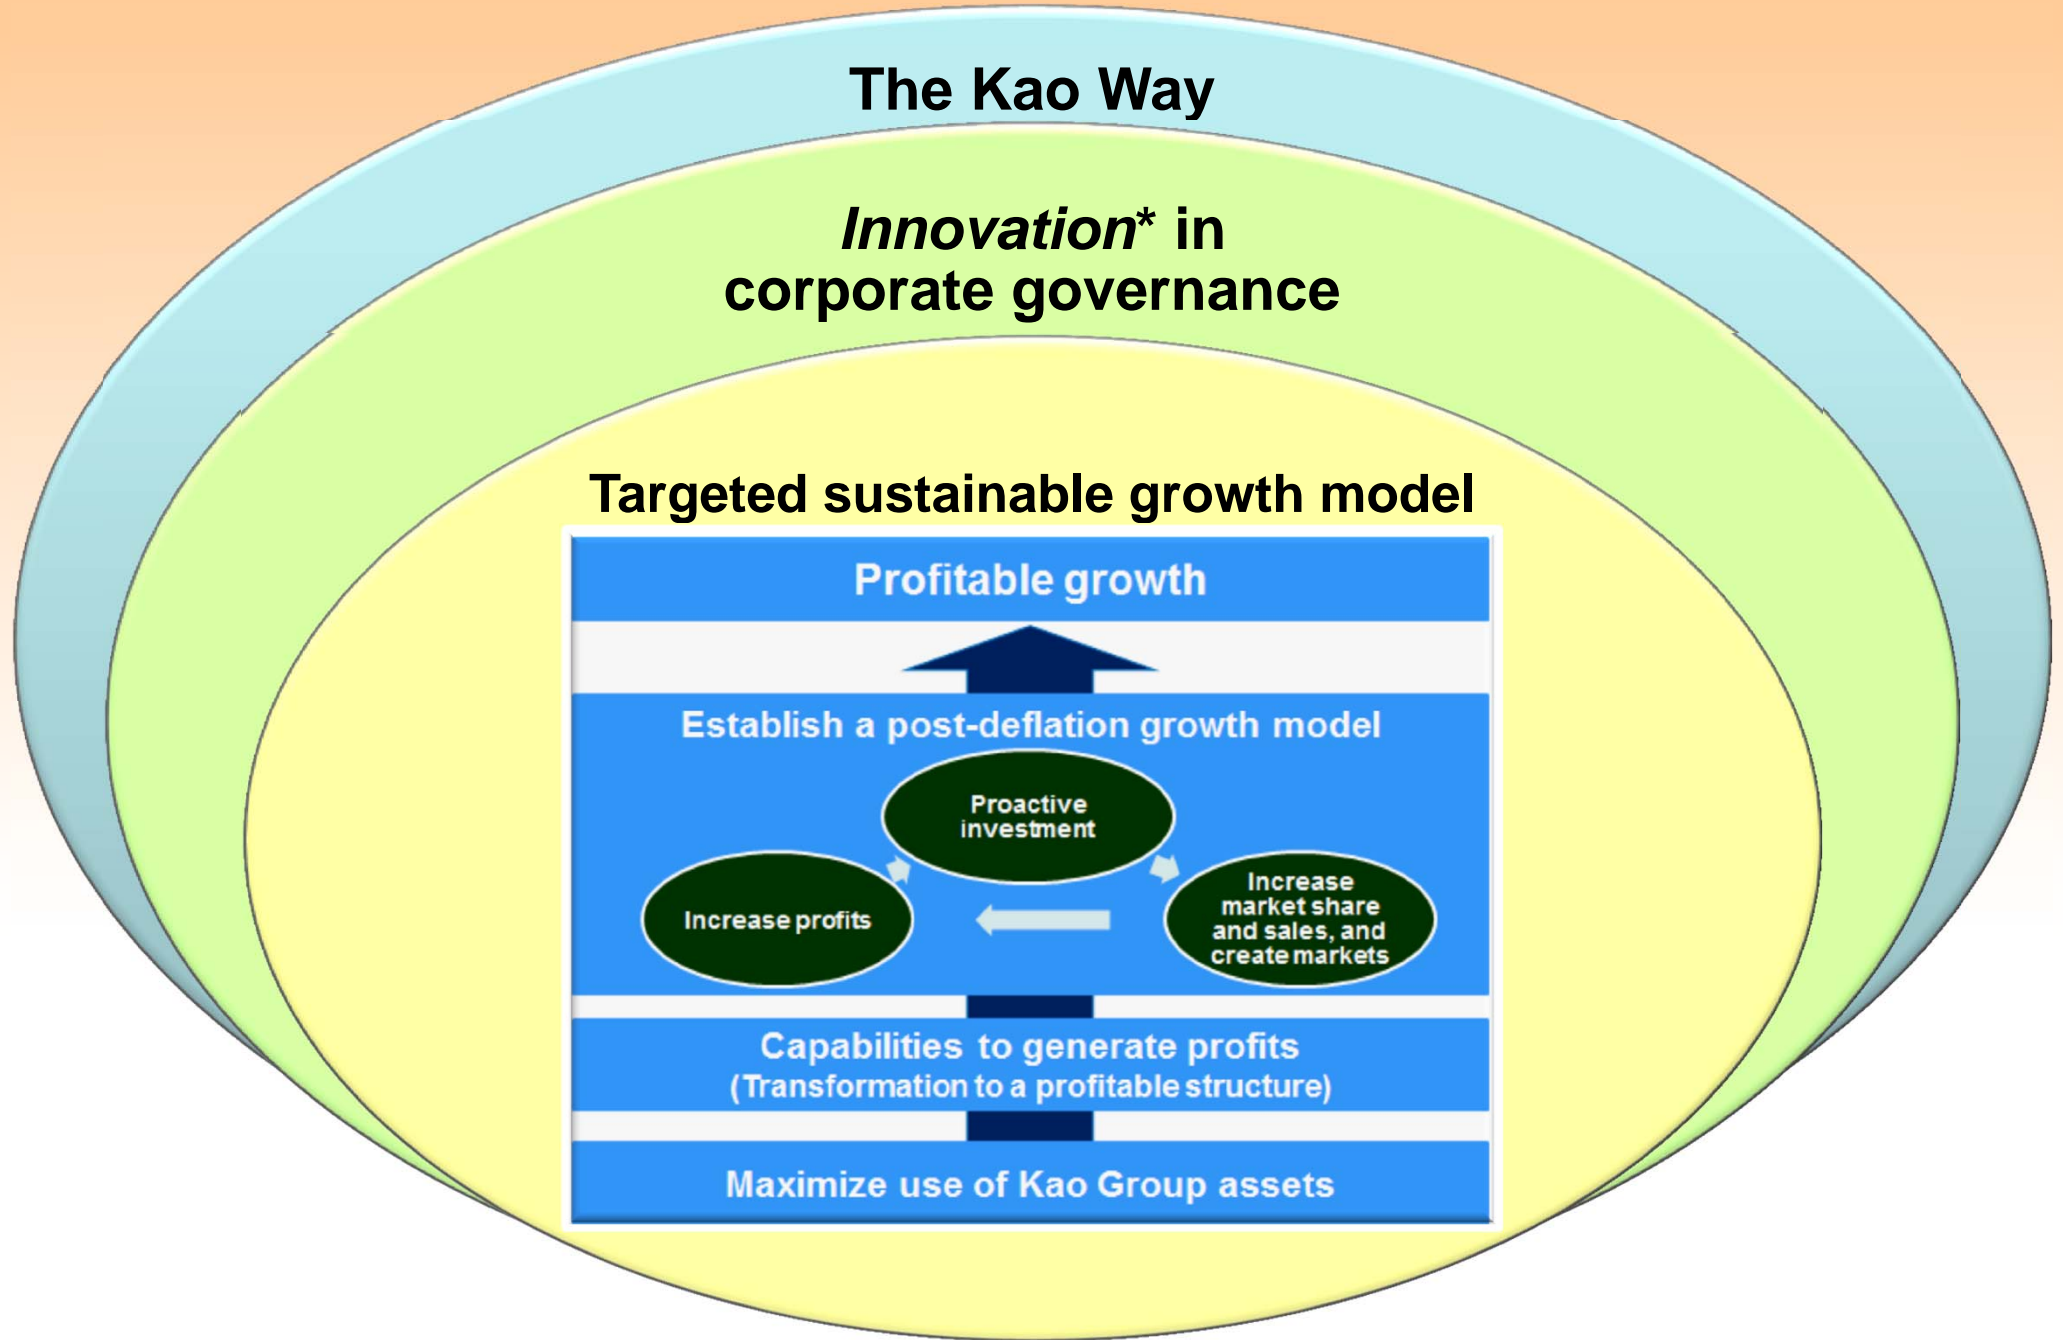 The Kao Way
Innovation* in
corporate governance
Targeted sustainable growth model
Profitable growth
Establish a post-deflation growth model
Proactive
investment
Increase profits
Increase
market share
and sales, and
create markets
Capabilities to generate profits
(Transformation to a profitable structure)
Maximize use of Kao Group assets